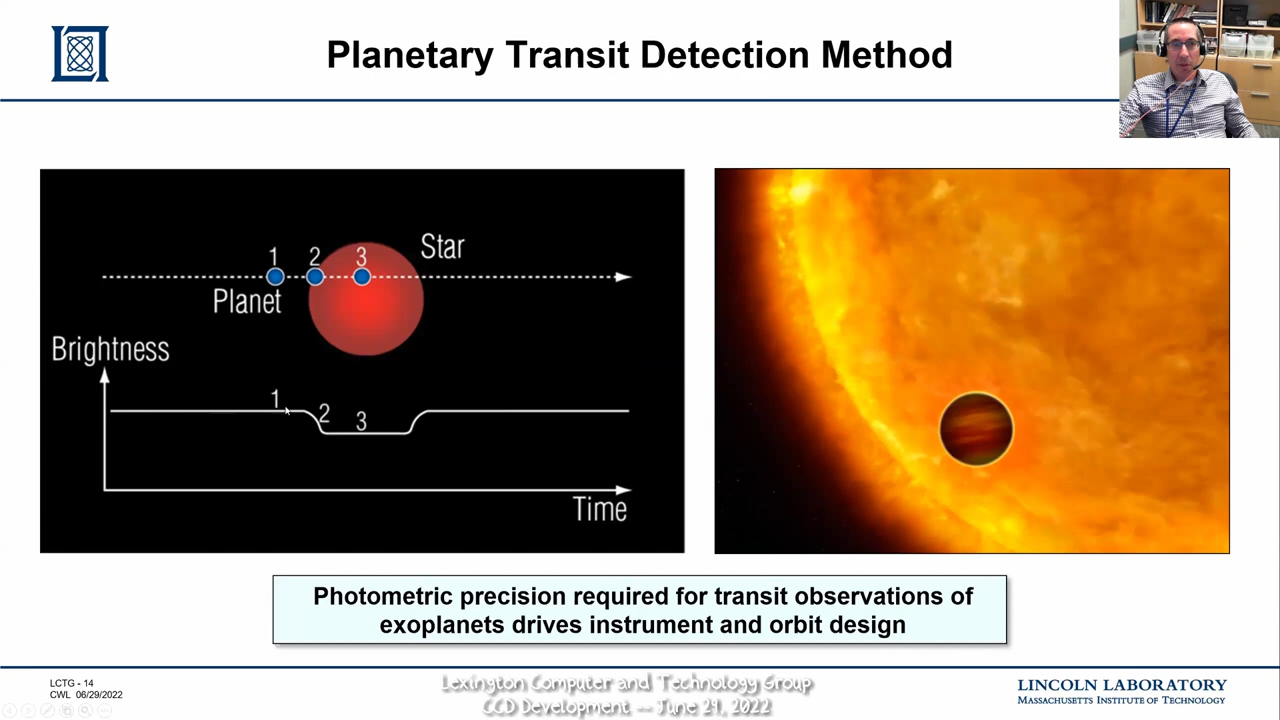 Planetary Transit Detection Method
1 2 3 Star
Planet
Brightness
1 2 3
Time
Photometric precision required for transit observations of
exoplanets drives instrument and orbit design
LCTG - 14
CWL 06/29/2022
Lexington Computer and Technology Group
CCD Development -- June 29, 2022
LINCOLN LABORATORY
MASSACHUSETTS INSTITUTE OF TECHNOLOGY